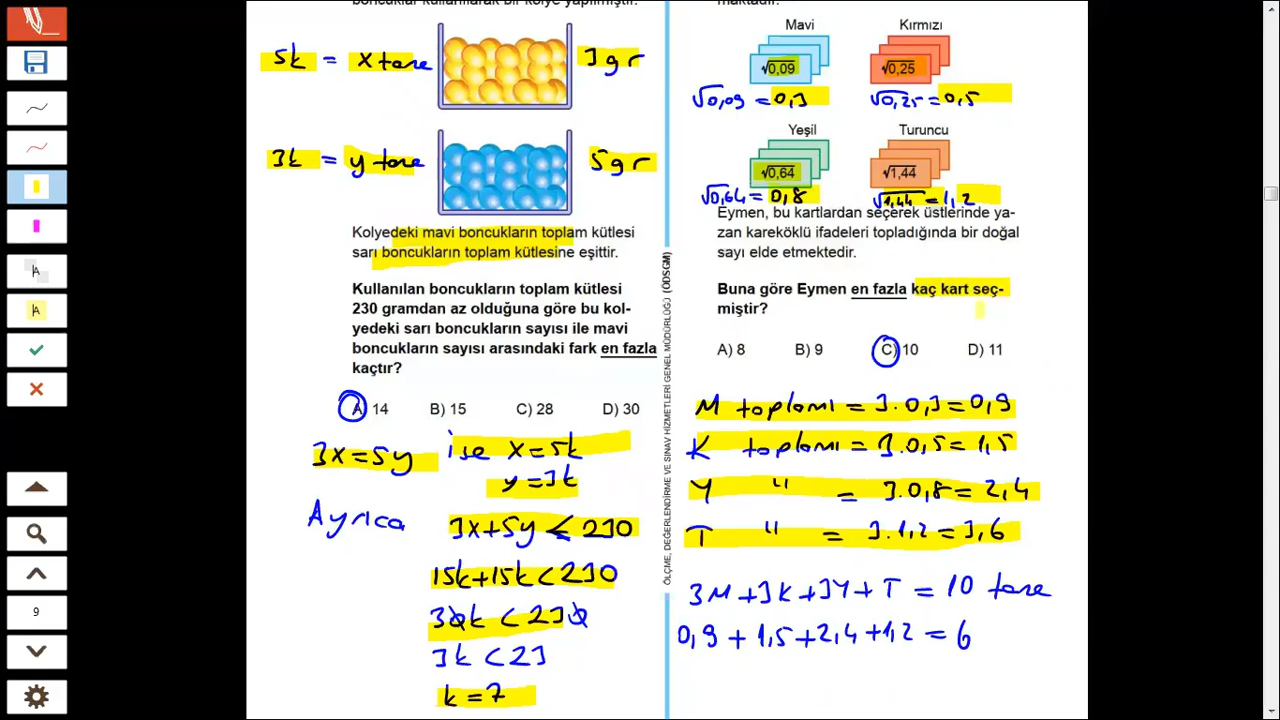 boncuklar kullanılarak bir kolye yapılmıştır.
5k = x tane
3gr
3k = y tane
5gr
Kolyedeki mavi boncukların toplam kütlesi
sarı boncukların toplam kütlesine eşittir.
Kullanılan boncukların toplam kütlesi
230 gramdan az olduğuna göre bu kol-
yedeki sarı boncukların sayısı ile mavi
boncukların sayısı arasındaki fark en fazla
kaçtır?
A) 14 B) 15 C) 28 D) 30
3x=5y ise x=5k
y=3k
Ayrıca 3x+5y<230
15k+15k<230
30k<230
3k<23
k=7
ÖLÇME, DEĞERLENDİRME VE SINAV HİZMETLERİ GENEL MÜDÜRLÜĞÜ (ÖDSGM)
maktadır.
Mavi Kırmızı
√0,09 √0,25
√0,09 =0,3 √0,25=0,5
Yeşil Turuncu
√0,64 √1,44
√0,64=0,8 √1,44=1,2
Eymen, bu kartlardan seçerek üstlerinde ya-
zan kareköklü ifadeleri topladığında bir doğal
sayı elde etmektedir.
Buna göre Eymen en fazla kaç kart seç-
miştir?
A) 8 B) 9 C) 10 D) 11
M toplamı = 3.0,3=0,9
K toplamı = 3.0,5=1,5
Y " = 3.0,8=2,4
T " = 3.1,2=3,6
3M+3K+3Y+T = 10 tane
0,9+1,5+2,4+1,2=6
A
A
9